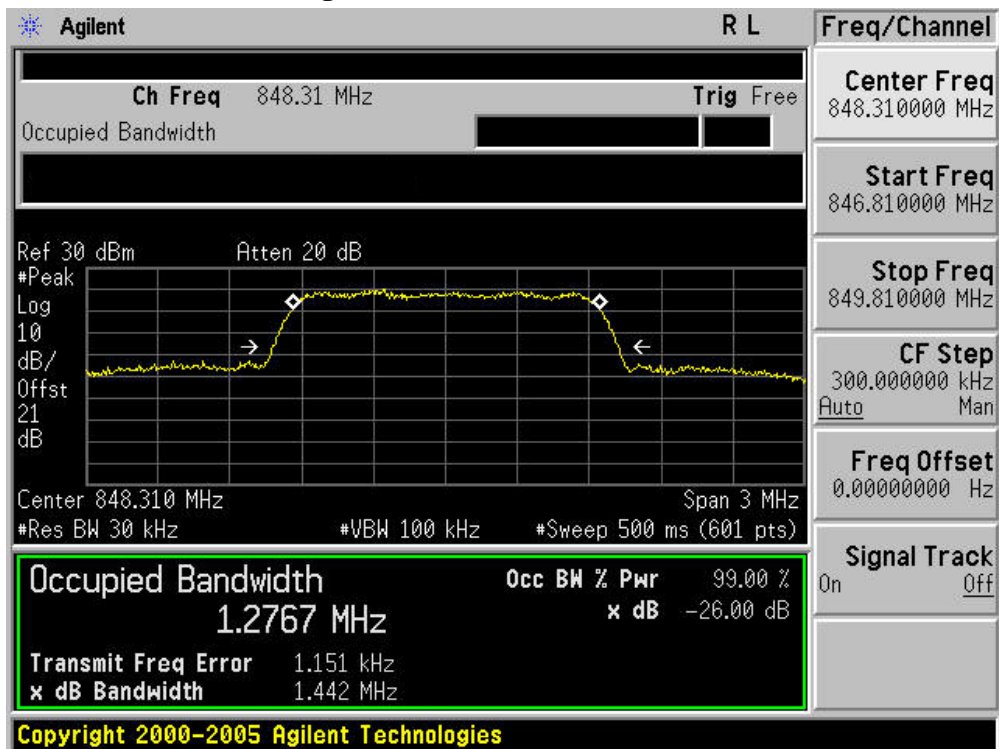 Agilent
R L
Freq/Channel
Ch Freq 848.31 MHz
Trig Free
Occupied Bandwidth
Center Freq
848.310000 MHz
Start Freq
846.810000 MHz
Stop Freq
849.810000 MHz
CF Step
300.000000 kHz
Auto Man
Freq Offset
0.00000000 Hz
Signal Track
On Off
Ref 30 dBm
Atten 20 dB
#Peak
Log
10
dB/
Offst
21
dB
Center 848.310 MHz
Span 3 MHz
#Res BW 30 kHz
#VBW 100 kHz
#Sweep 500 ms (601 pts)
Occupied Bandwidth
1.2767 MHz
Occ BW % Pwr 99.00 %
x dB -26.00 dB
Transmit Freq Error 1.151 kHz
x dB Bandwidth 1.442 MHz
Copyright 2000-2005 Agilent Technologies